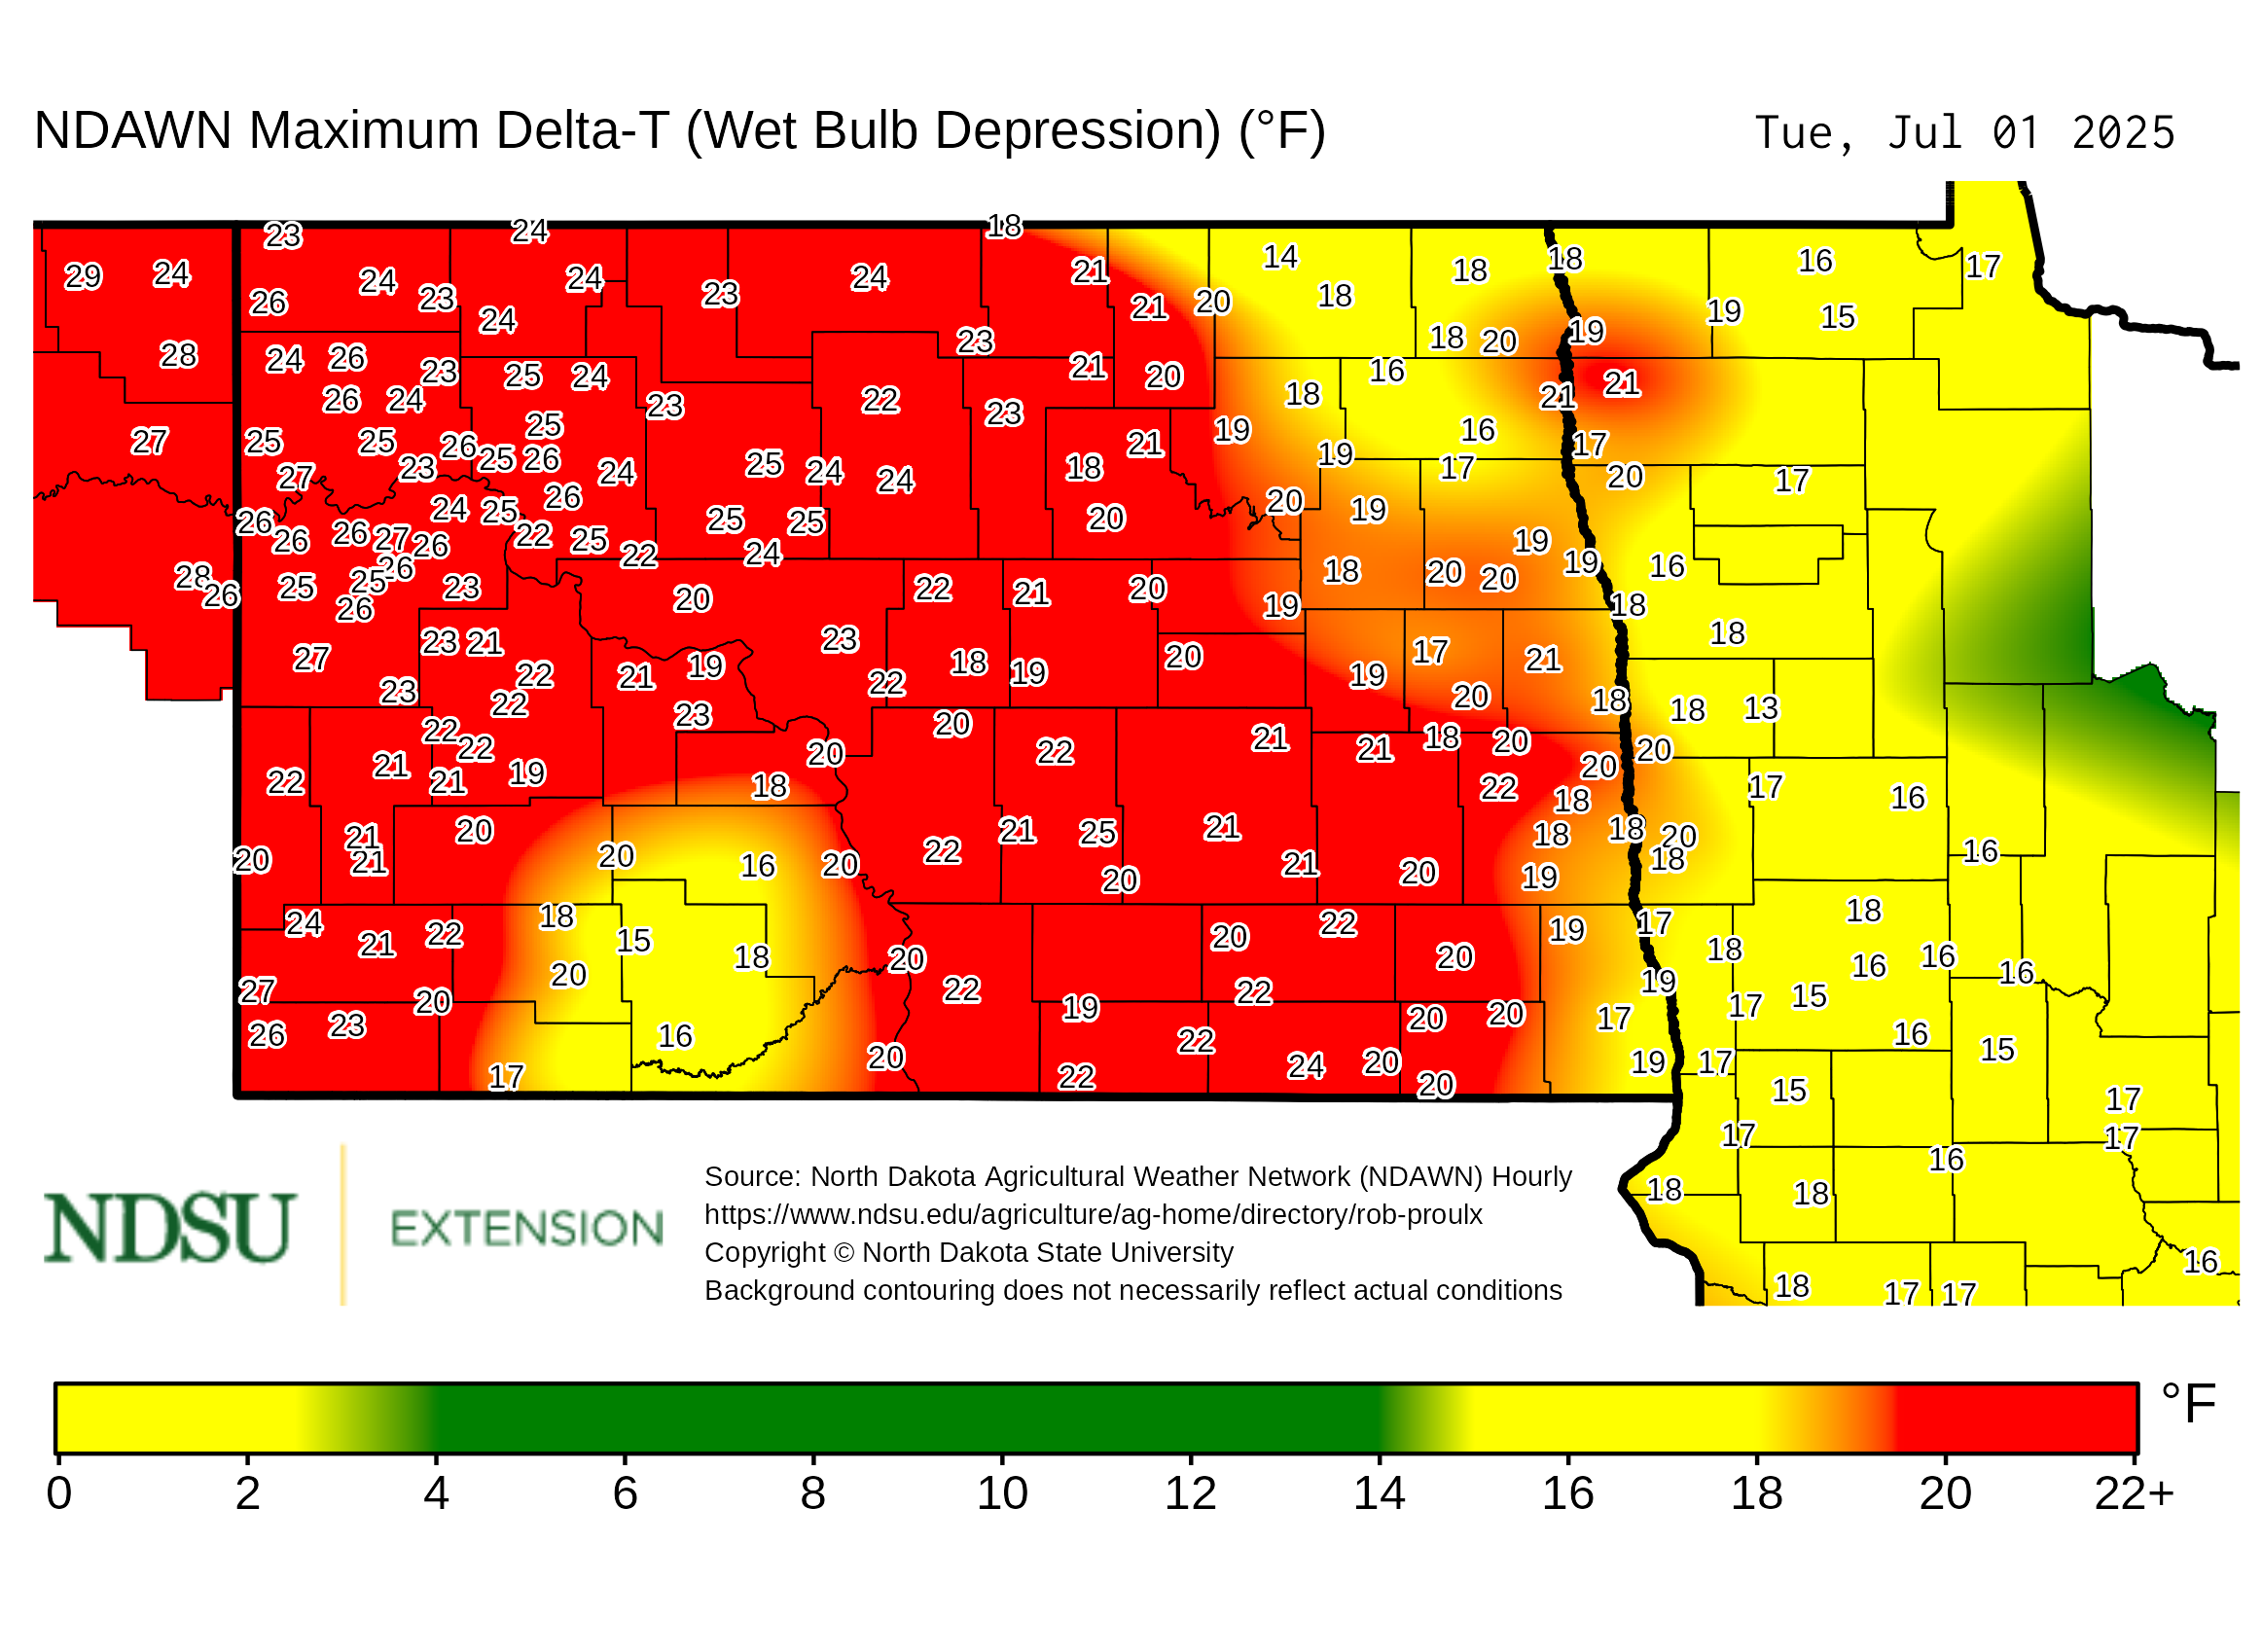 NDAWN Maximum Delta-T (Wet Bulb Depression) (°F)
Tue, Jul 01 2025
23 24 18
29 24 24 23 24 23 24 21 14 18 18 16 17
26 24 21 20 18 19 15
28 24 26 23 25 24 23 21 20 18 20 19
26 24 23 22 23 18 16 21 21
27 25 25 26 25 25 26 24 25 24 24 18 21 19 19 16 17 17
27 23 24 25 26 25 25 20 20 19 20 17
26 26 26 27 26 22 25 22 24 19 19 16
28 26 25 25 26 26 23 20 22 21 20 19 18 20 20 18
27 23 21 22 21 19 23 18 19 20 19 17 21 18
23 22 23 22 20 18 18 13
22 22 20 22 21 21 18 20 20 20
22 21 21 19 18 22 18 17 16
20 21 21 20 20 16 20 22 21 25 20 21 21 20 18 19 18 20 18 16
24 21 22 18 15 18 20 20 22 20 19 17 18 18 16 16 16
27 20 20 22 22 19 17 15
26 23 16 20 19 22 20 20 17 16 15
17 22 24 20 20 19 17 15 17
17 17
16
18 18
16
18 17 17
NDSU
EXTENSION
Source: North Dakota Agricultural Weather Network (NDAWN) Hourly
https://www.ndsu.edu/agriculture/ag-home/directory/rob-proulx
Copyright © North Dakota State University
Background contouring does not necessarily reflect actual conditions
°F
0 2 4 6 8 10 12 14 16 18 20 22+